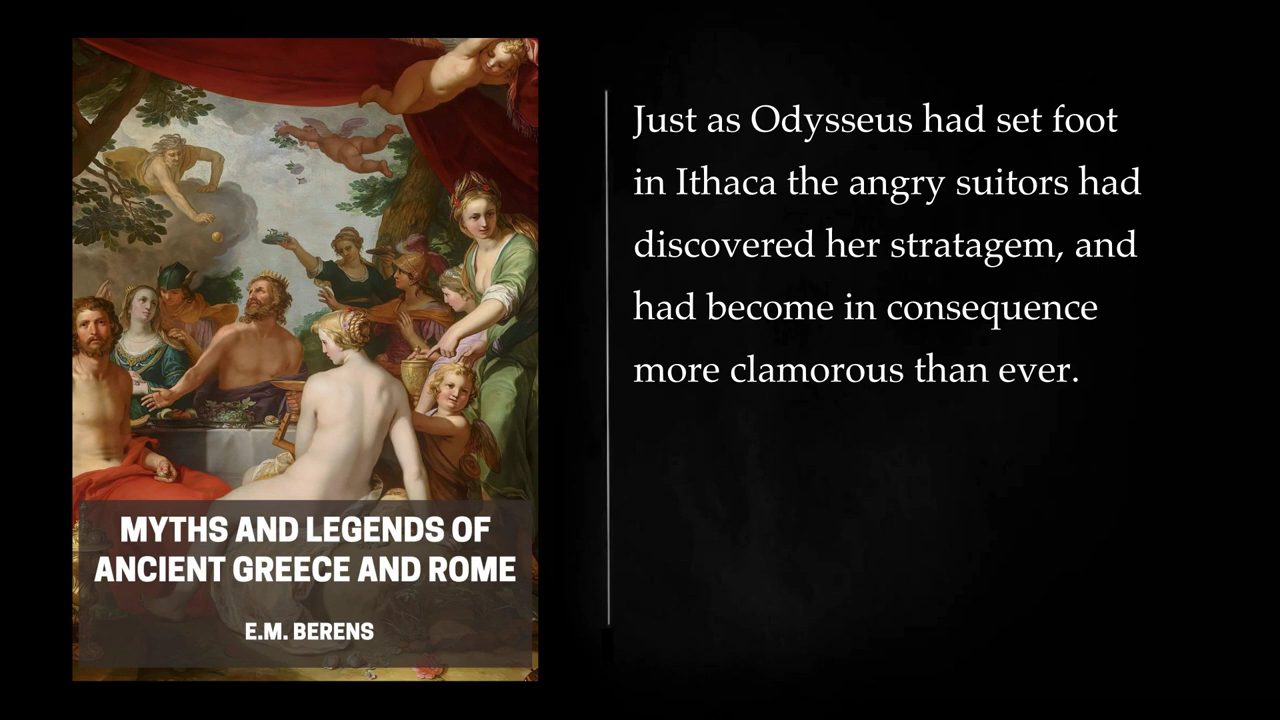 MYTHS AND LEGENDS OF
ANCIENT GREECE AND ROME
E.M. BERENS
Just as Odysseus had set foot
in Ithaca the angry suitors had
discovered her stratagem, and
had become in consequence
more clamorous than ever.